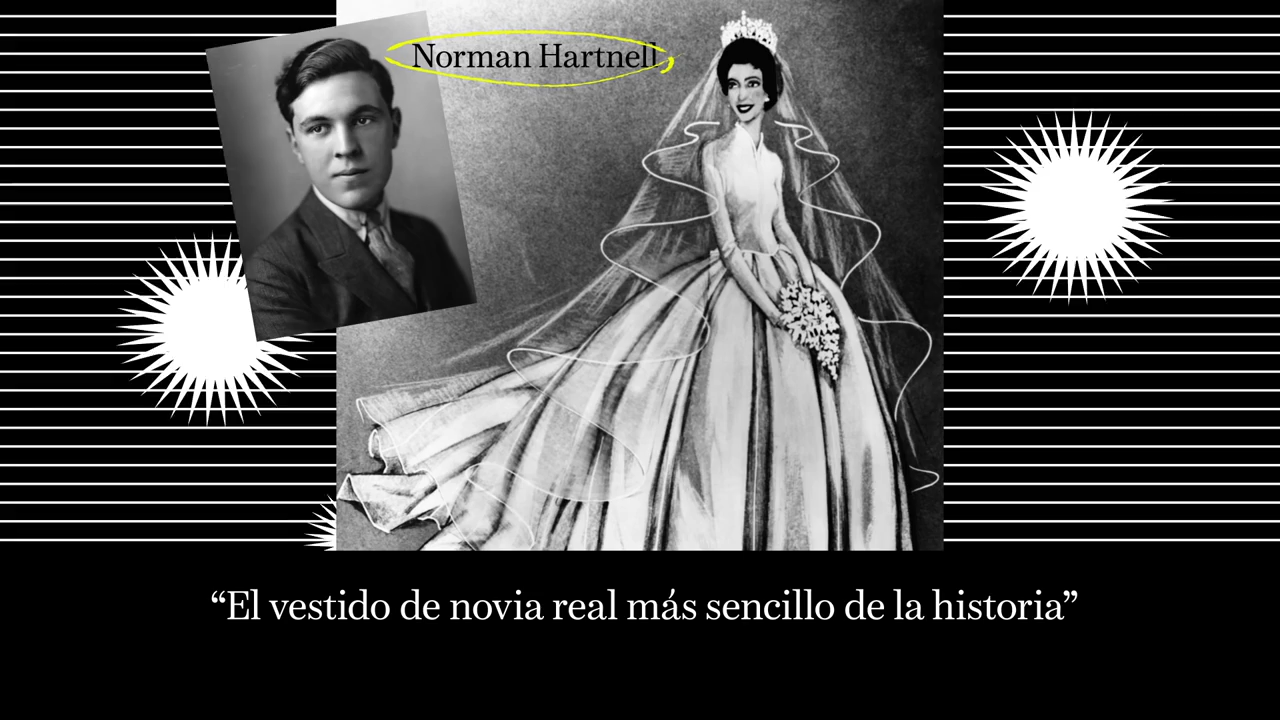 Norman Hartnell
“El vestido de novia real más sencillo de la historia”